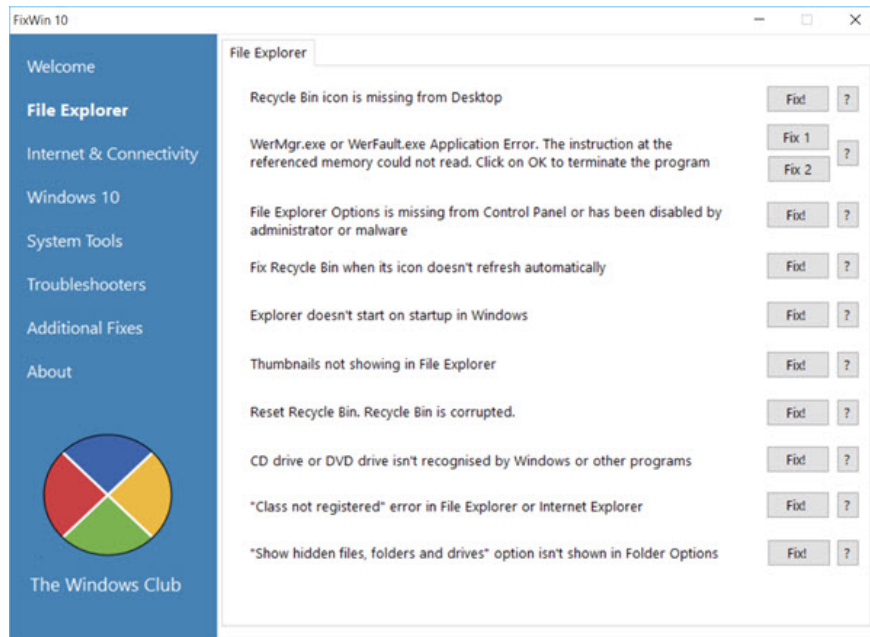 FixWin 10
Welcome
File Explorer
Internet & Connectivity
Windows 10
System Tools
Troubleshooters
Additional Fixes
About
The Windows Club
File Explorer
Recycle Bin icon is missing from Desktop
Fix!
?
WerMgr.exe or WerFault.exe Application Error. The instruction at the
referenced memory could not read. Click on OK to terminate the program
Fix 1
Fix 2
?
File Explorer Options is missing from Control Panel or has been disabled by
administrator or malware
Fix!
?
Fix Recycle Bin when its icon doesn't refresh automatically
Fix!
?
Explorer doesn't start on startup in Windows
Fix!
?
Thumbnails not showing in File Explorer
Fix!
?
Reset Recycle Bin. Recycle Bin is corrupted.
Fix!
?
CD drive or DVD drive isn't recognised by Windows or other programs
Fix!
?
"Class not registered" error in File Explorer or Internet Explorer
Fix!
?
"Show hidden files, folders and drives" option isn't shown in Folder Options
Fix!
?